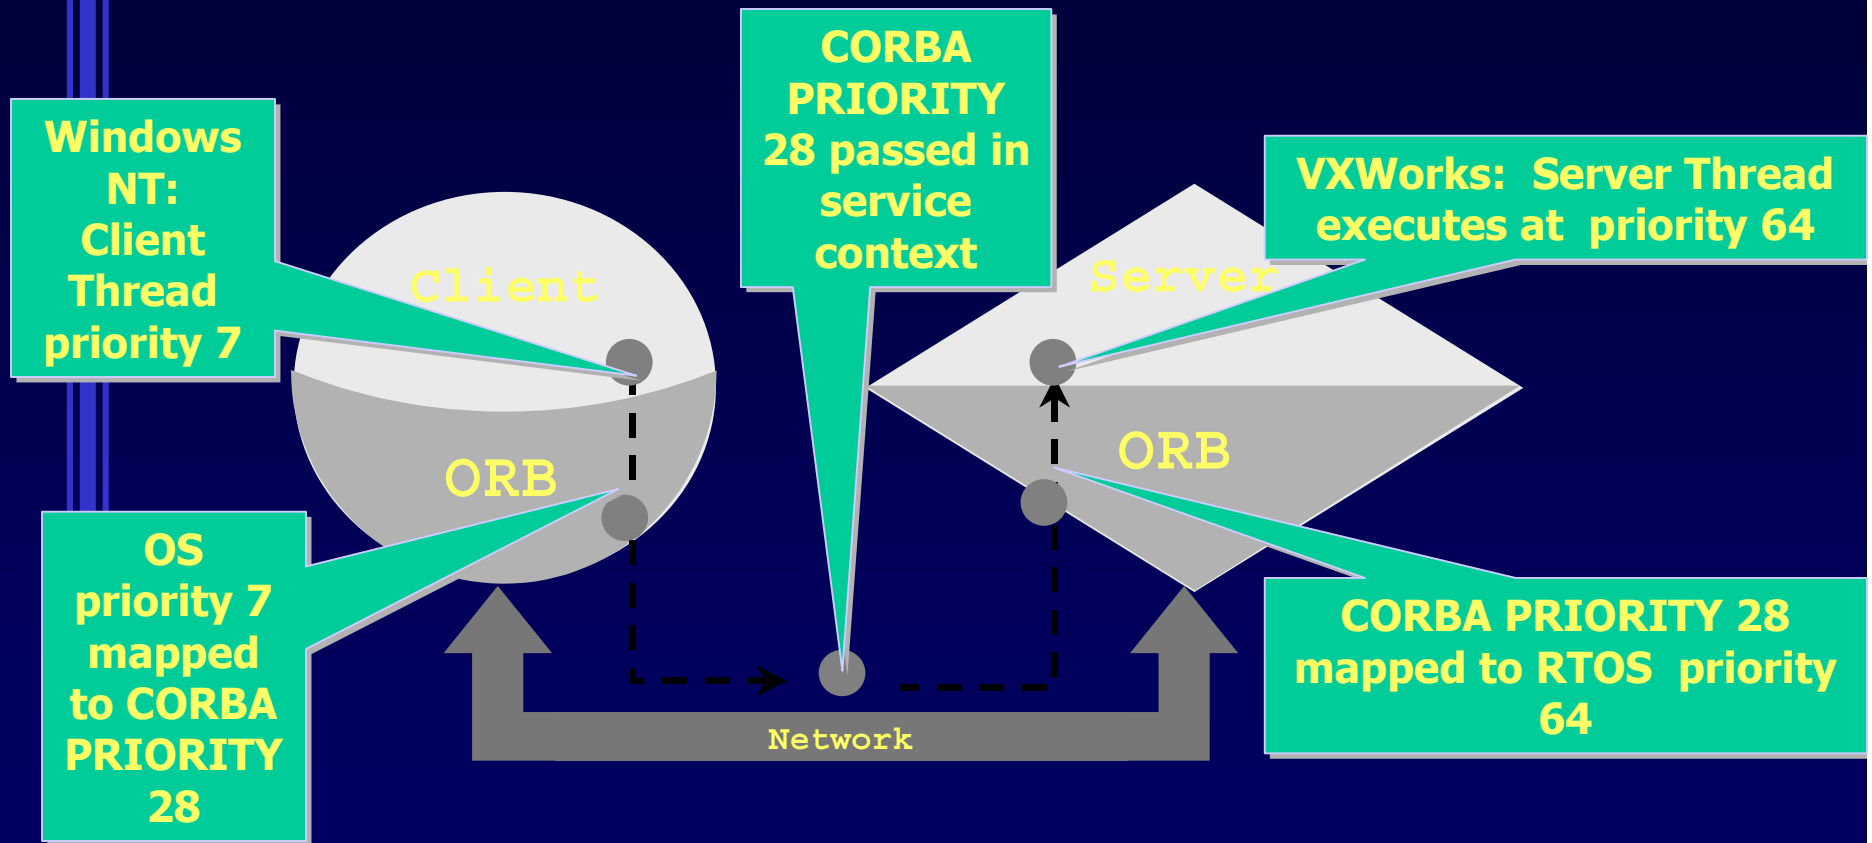 CORBA
PRIORITY
28 passed in
service
context
Windows
NT:
Client
Thread
priority 7
VXWorks:  Server Thread
executes at  priority 64
Client
Server
ORB
ORB
OS
priority 7
mapped
to CORBA
PRIORITY
28
CORBA PRIORITY 28
mapped to RTOS  priority
64
Network